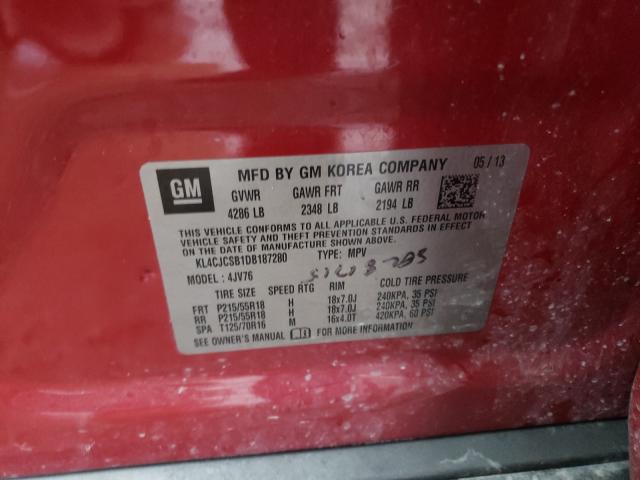 GM MFD BY GM KOREA COMPANY 05/13
GVWR GAWR FRT GAWR RR
4286 LB 2348 LB 2194 LB
THIS VEHICLE CONFORMS TO ALL APPLICABLE U.S. FEDERAL MOTOR
VEHICLE SAFETY, BUMPER, AND THEFT PREVENTION STANDARDS IN EFFECT
ON THE DATE OF MANUFACTURE SHOWN ABOVE.
KL4CJCSB1DB187280 TYPE: MPV
MODEL: 4JV76
TIRE SIZE SPEED RTG RIM COLD TIRE PRESSURE
FRT P215/55R18 H 18x7.0J 240KPA, 35 PSI
RR P215/55R18 H 18x7.0J 240KPA, 35 PSI
SPA T125/70R16 M 16x4.0T 420KPA, 60 PSI
SEE OWNER'S MANUAL FOR MORE INFORMATION